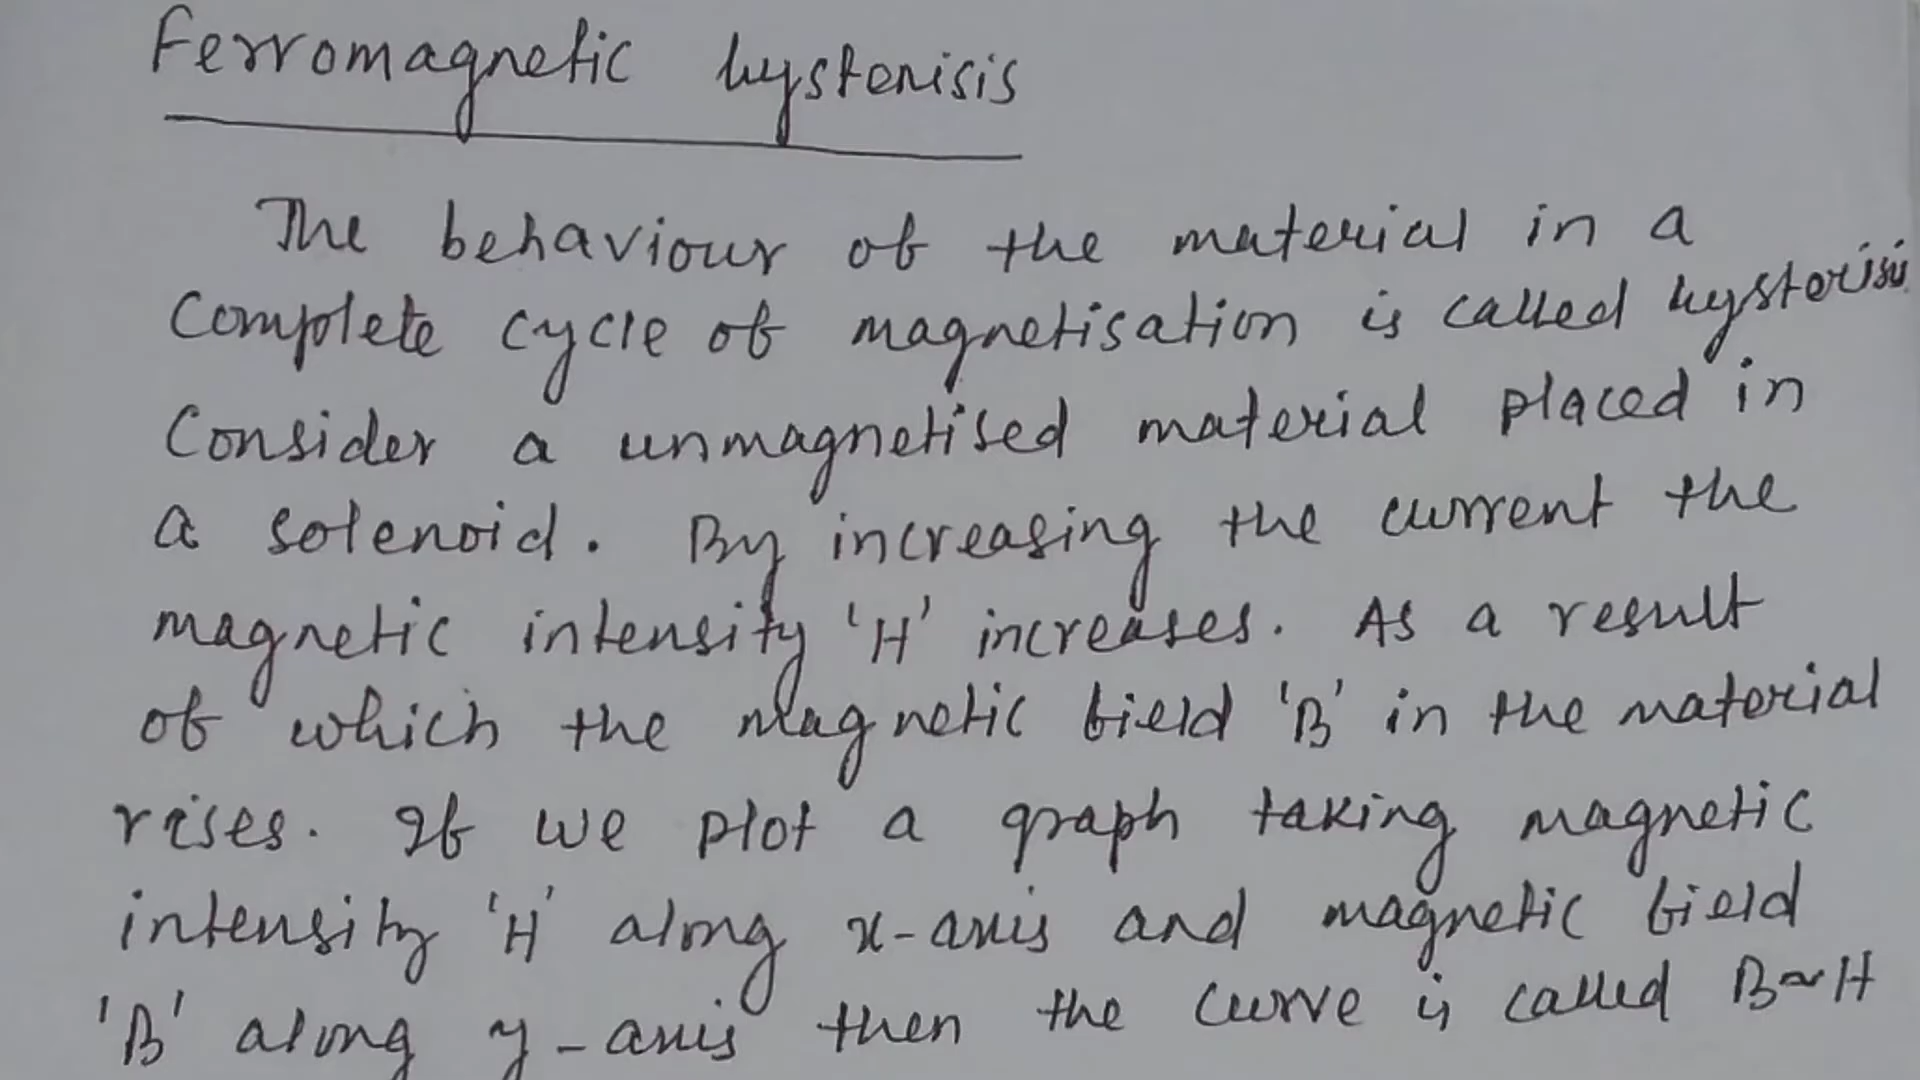 Ferromagnetic hysterisis
The behaviour of the material in a
complete cycle of magnetisation is called hysterisis
Consider a unmagnetised material placed in
a solenoid. By increasing the current the
magnetic intensity 'H' increases. As a result
of which the magnetic field 'B' in the material
rises. If we plot a graph taking magnetic
intensity 'H' along x-axis and magnetic field
'B' along y-axis then the curve is called B~H